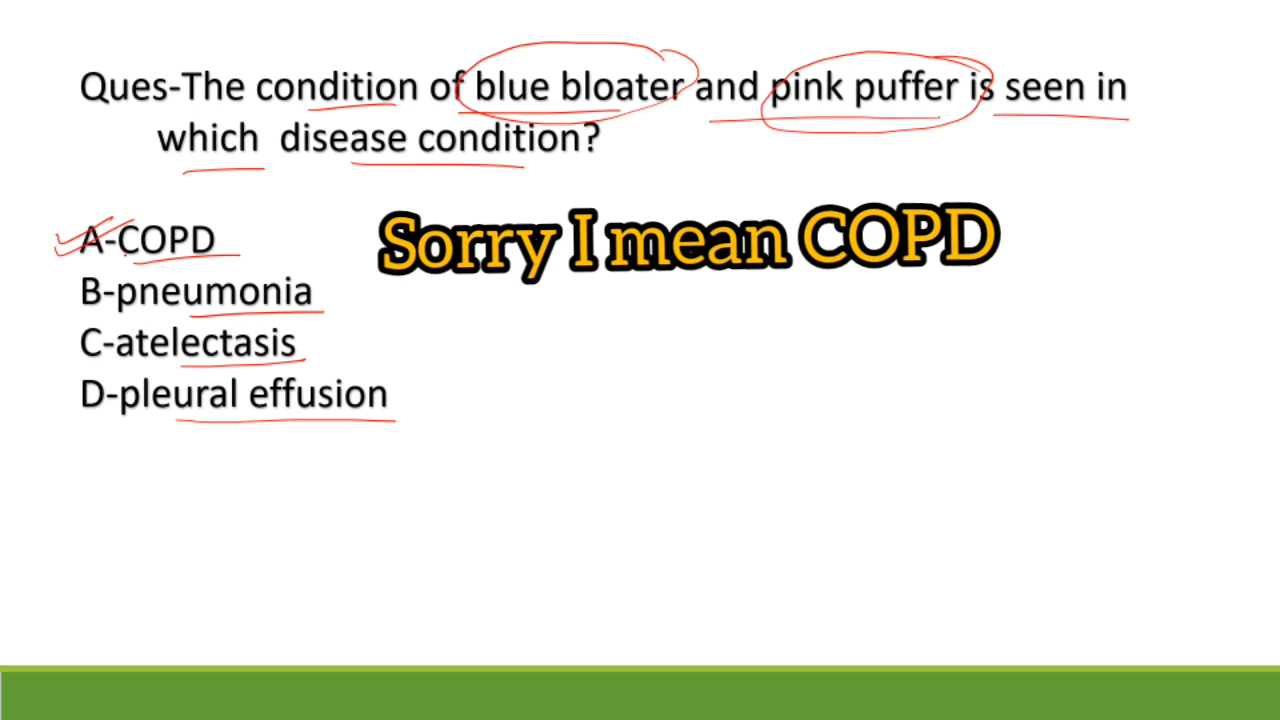 Ques-The condition of blue bloater and pink puffer is seen in
which disease condition?
A-COPD
Sorry I mean COPD
B-pneumonia
C-atelectasis
D-pleural effusion